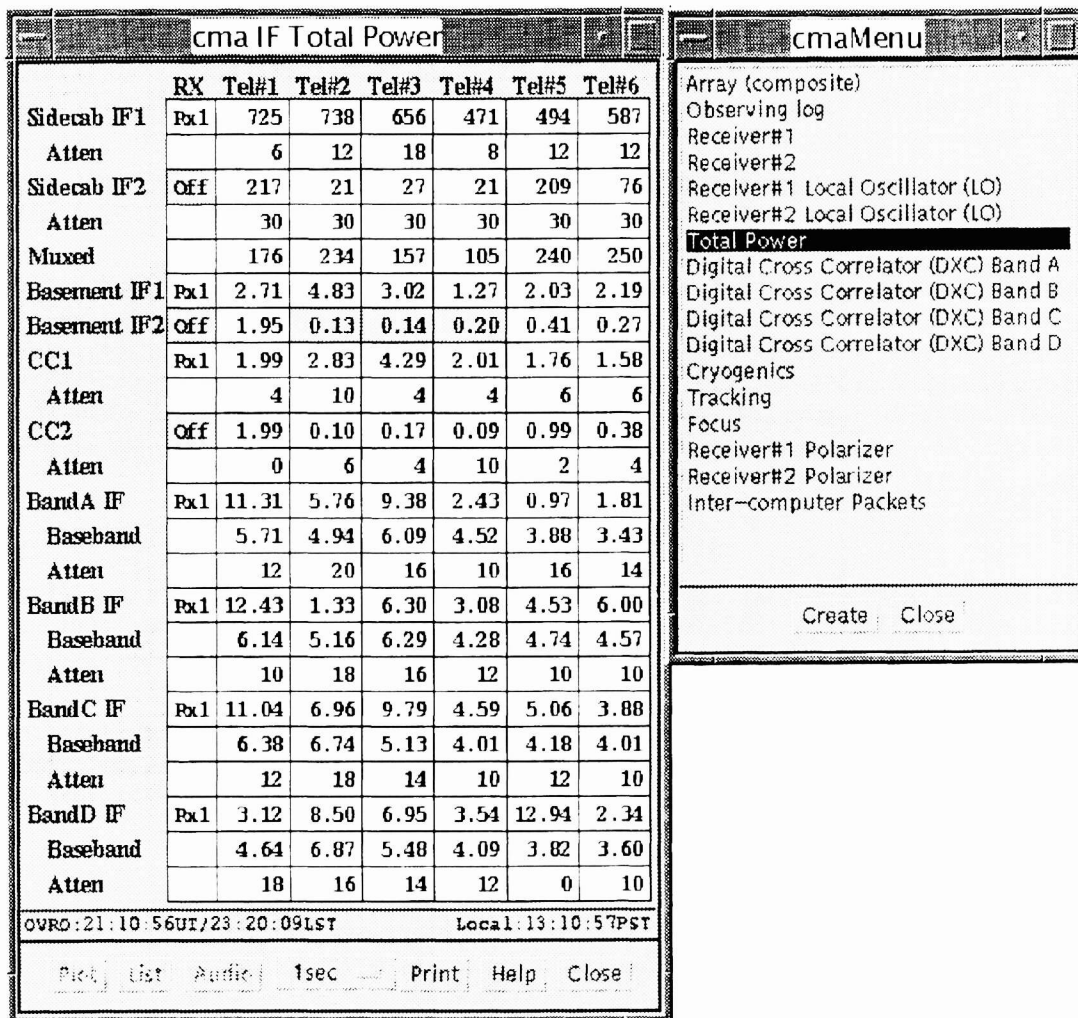 cma IF Total Power
RX Tel#1 Tel#2 Tel#3 Tel#4 Tel#5 Tel#6
Sidecab IF1 Rx1 725 738 656 471 494 587
Atten 6 12 18 8 12 12
Sidecab IF2 Off 217 21 27 21 209 76
Atten 30 30 30 30 30 30
Muxed 176 234 157 105 240 250
Basement IF1 Rx1 2.71 4.83 3.02 1.27 2.03 2.19
Basement IF2 Off 1.95 0.13 0.14 0.20 0.41 0.27
CC1 Rx1 1.99 2.83 4.29 2.01 1.76 1.58
Atten 4 10 4 4 6 6
CC2 Off 1.99 0.10 0.17 0.09 0.99 0.38
Atten 0 6 4 10 2 4
BandA IF Rx1 11.31 5.76 9.38 2.43 0.97 1.81
Baseband 5.71 4.94 6.09 4.52 3.88 3.43
Atten 12 20 16 10 16 14
BandB IF Rx1 12.43 1.33 6.30 3.08 4.53 6.00
Baseband 6.14 5.16 6.29 4.28 4.74 4.57
Atten 10 18 16 12 10 10
BandC IF Rx1 11.04 6.96 9.79 4.59 5.06 3.88
Baseband 6.38 6.74 5.13 4.01 4.18 4.01
Atten 12 18 14 10 12 10
BandD IF Rx1 3.12 8.50 6.95 3.54 12.94 2.34
Baseband 4.64 6.87 5.48 4.09 3.82 3.60
Atten 18 16 14 12 0 10
OVRO:21:10:56UT/23:20:09LST Local:13:10:57PST
Plot List Audio 1sec Print Help Close
cmaMenu
Array (composite)
Observing log
Receiver#1
Receiver#2
Receiver#1 Local Oscillator (LO)
Receiver#2 Local Oscillator (LO)
Total Power
Digital Cross Correlator (DXC) Band A
Digital Cross Correlator (DXC) Band B
Digital Cross Correlator (DXC) Band C
Digital Cross Correlator (DXC) Band D
Cryogenics
Tracking
Focus
Receiver#1 Polarizer
Receiver#2 Polarizer
Inter-computer Packets
Create Close